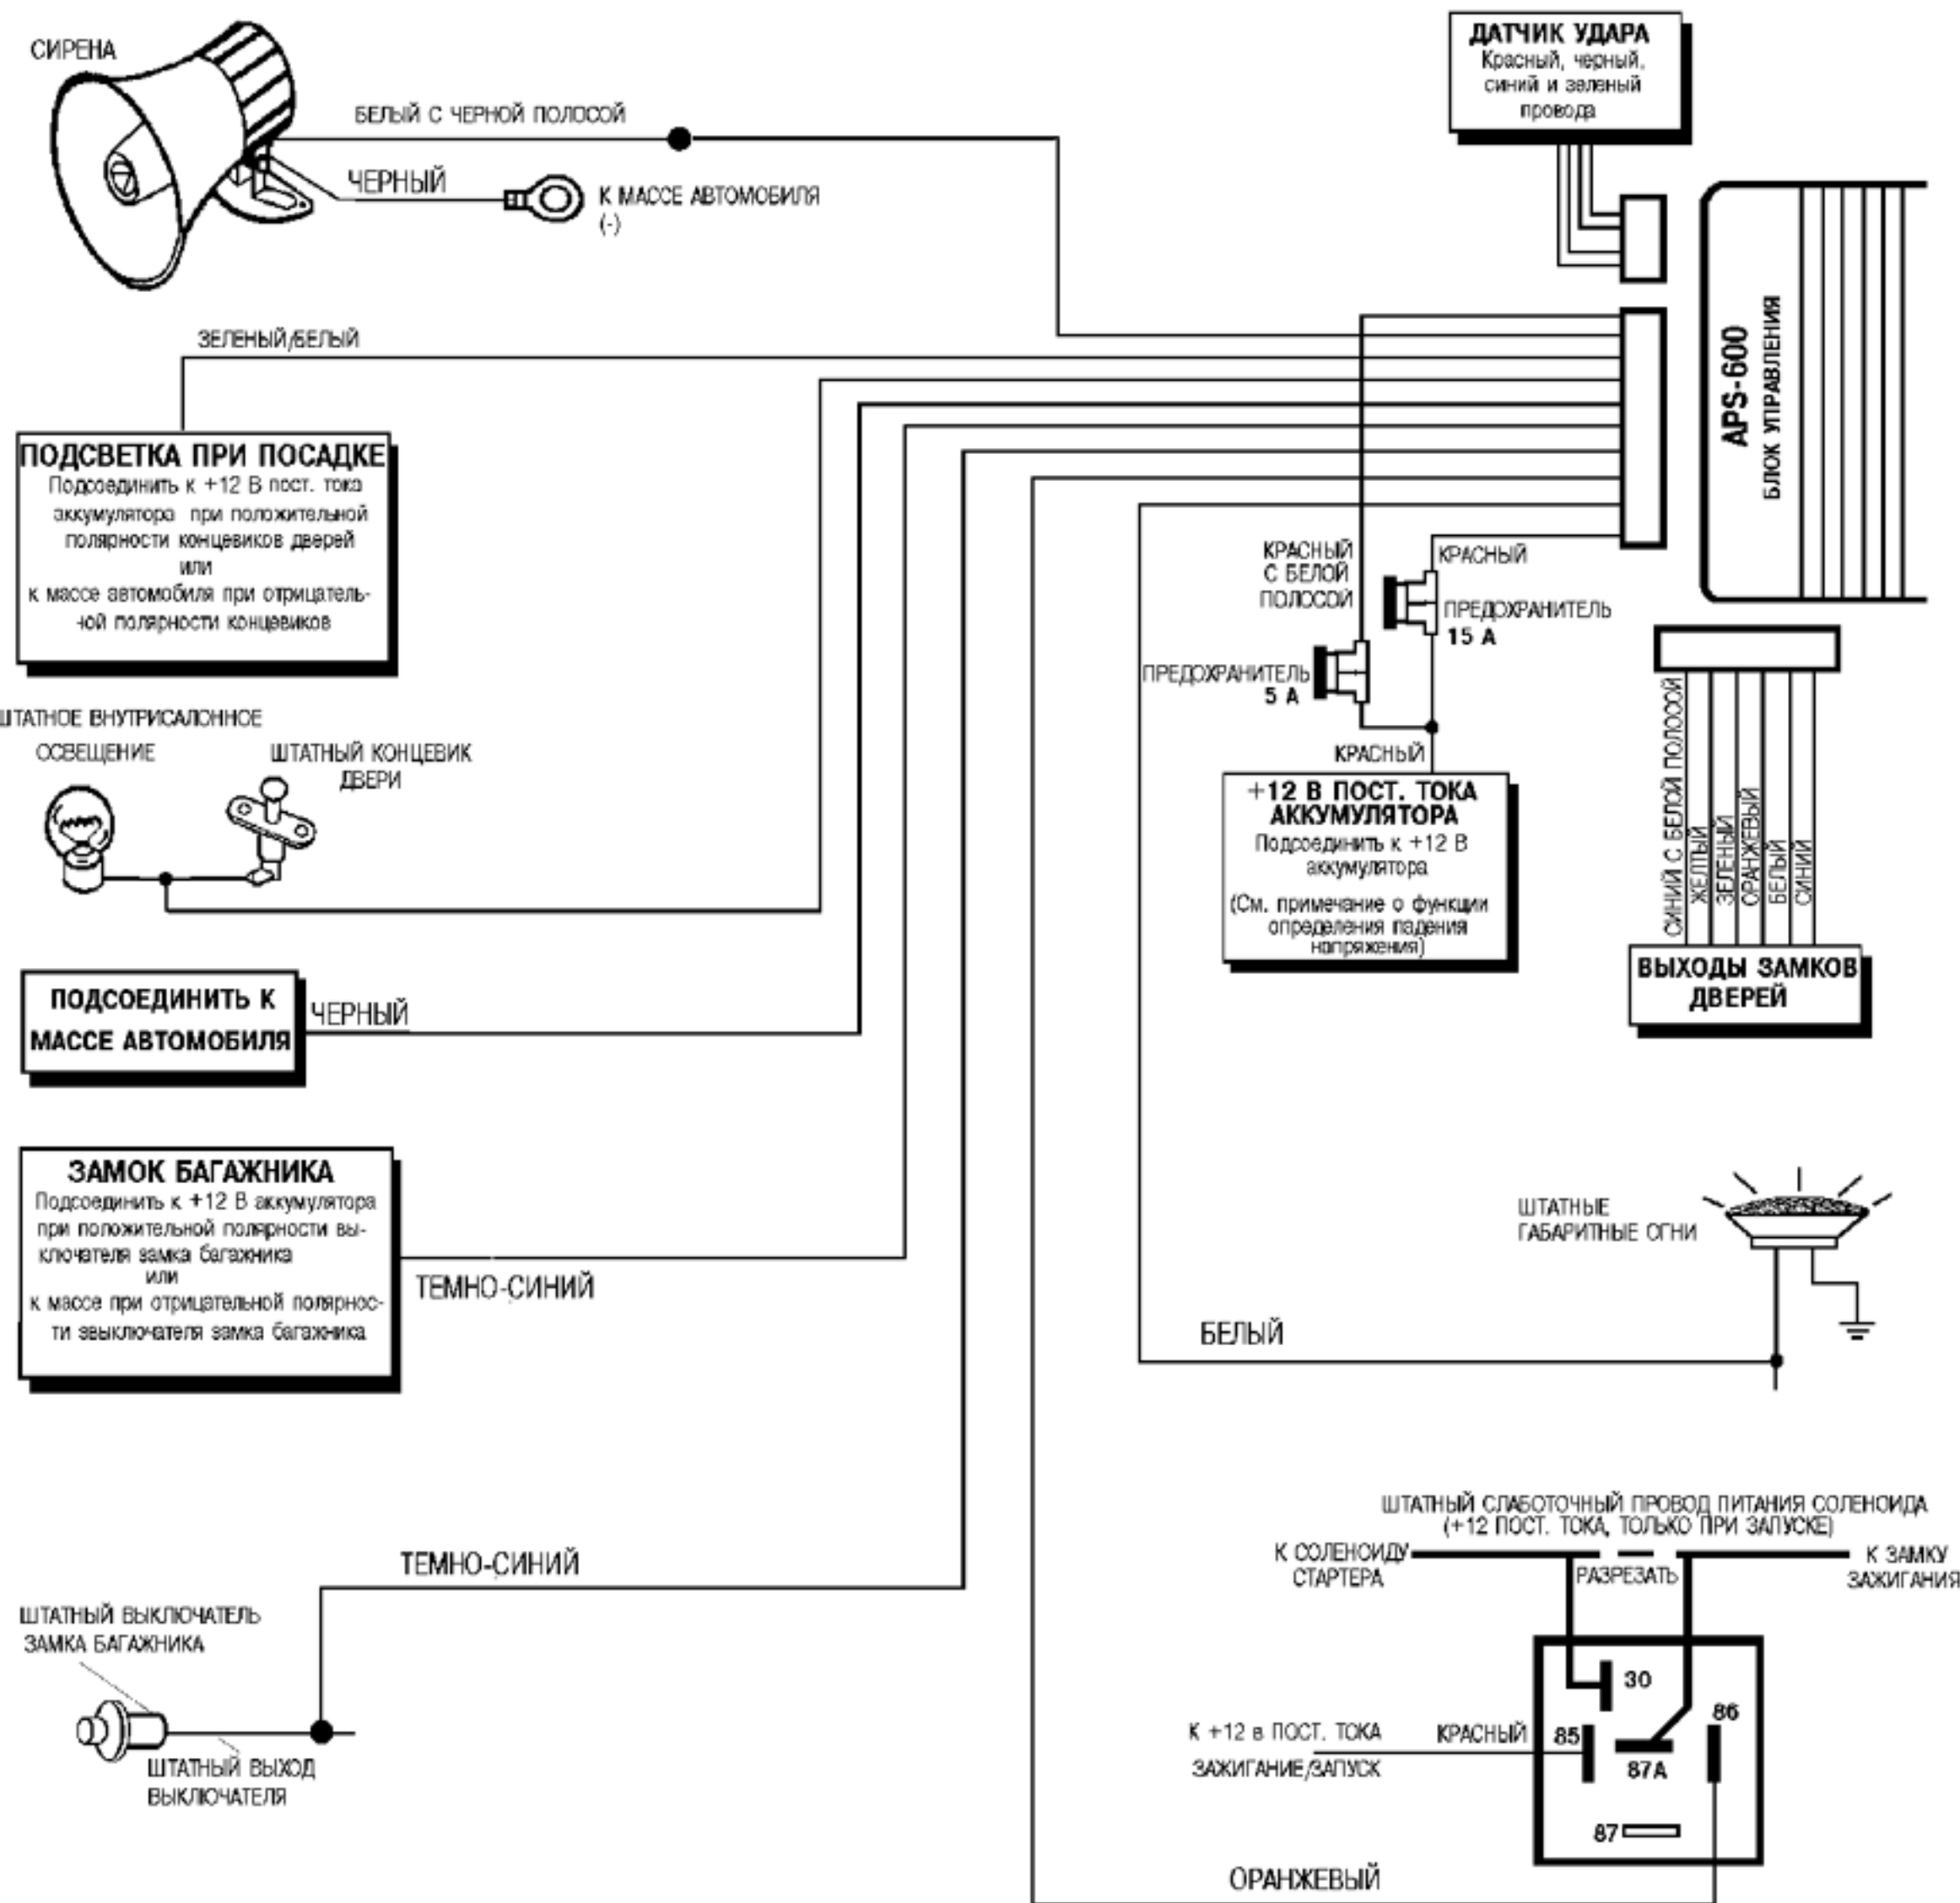 СИРЕНА
БЕЛЫЙ С ЧЕРНОЙ ПОЛОСОЙ
ЧЕРНЫЙ
К МАССЕ АВТОМОБИЛЯ
(-)
ДАТЧИК УДАРА
Красный, черный,
синий и зеленый
провода
APS-600
БЛОК УПРАВЛЕНИЯ
ЗЕЛЕНЫЙ/БЕЛЫЙ
ПОДСВЕТКА ПРИ ПОСАДКЕ
Подсоединить к +12 В пост. тока
аккумулятора при положительной
полярности концевиков дверей
или
к массе автомобиля при отрицатель-
ной полярности концевиков
КРАСНЫЙ
С БЕЛОЙ
ПОЛОСОЙ
КРАСНЫЙ
ПРЕДОХРАНИТЕЛЬ
15 А
ПРЕДОХРАНИТЕЛЬ
5 А
КРАСНЫЙ
+12 В ПОСТ. ТОКА
АККУМУЛЯТОРА
Подсоединить к +12 В
аккумулятора
(См. примечание о функции
определения падения
напряжения)
СИНИЙ С БЕЛОЙ ПОЛОСОЙ
ЖЕЛТЫЙ
ЗЕЛЕНЫЙ
ОРАНЖЕВЫЙ
БЕЛЫЙ
СИНИЙ
ВЫХОДЫ ЗАМКОВ
ДВЕРЕЙ
ШТАТНОЕ ВНУТРИСАЛОННОЕ
ОСВЕЩЕНИЕ
ШТАТНЫЙ КОНЦЕВИК
ДВЕРИ
ПОДСОЕДИНИТЬ К
МАССЕ АВТОМОБИЛЯ
ЧЕРНЫЙ
ЗАМОК БАГАЖНИКА
Подсоединить к +12 В аккумулятора
при положительной полярности вы-
ключателя замка багажника
или
к массе при отрицательной полярнос-
ти звыключателя замка багажника
ТЕМНО-СИНИЙ
ШТАТНЫЕ
ГАБАРИТНЫЕ ОГНИ
БЕЛЫЙ
ТЕМНО-СИНИЙ
ШТАТНЫЙ ВЫКЛЮЧАТЕЛЬ
ЗАМКА БАГАЖНИКА
ШТАТНЫЙ ВЫХОД
ВЫКЛЮЧАТЕЛЯ
ШТАТНЫЙ СЛАБОТОЧНЫЙ ПРОВОД ПИТАНИЯ СОЛЕНОИДА
(+12 ПОСТ. ТОКА, ТОЛЬКО ПРИ ЗАПУСКЕ)
К СОЛЕНОИДУ
СТАРТЕРА
РАЗРЕЗАТЬ
К ЗАМКУ
ЗАЖИГАНИЯ
30
86
85
87А
87
К +12 в ПОСТ. ТОКА
ЗАЖИГАНИЕ/ЗАПУСК
КРАСНЫЙ
ОРАНЖЕВЫЙ